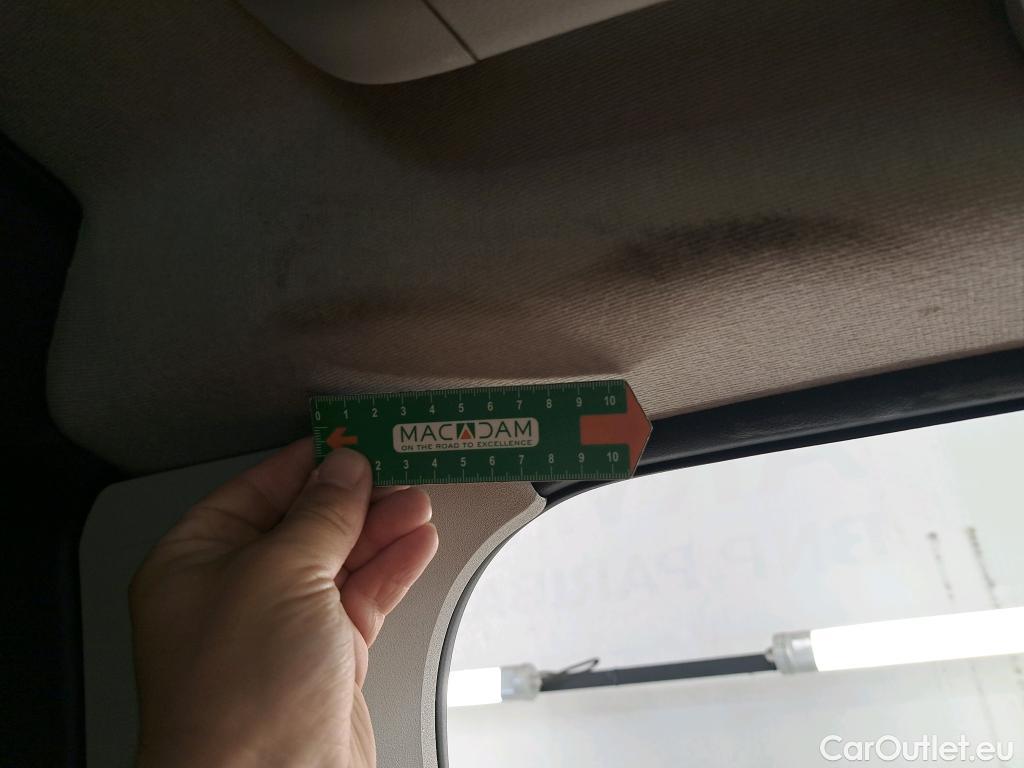 0 1 2 3 4 5 6 7 8 9 10
MACADAM
ON THE ROAD TO EXCELLENCE
2 3 4 5 6 7 8 9 10
CarOutlet.eu